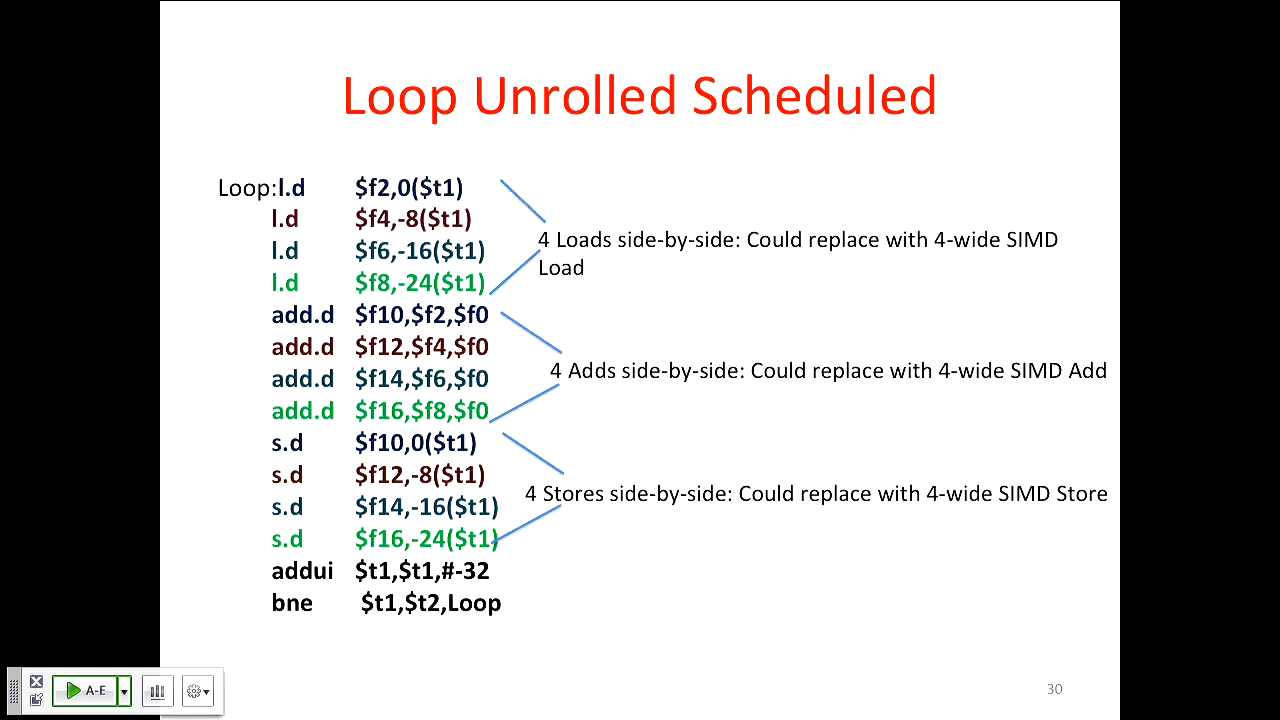 Loop Unrolled Scheduled
Loop:l.d $f2,0($t1)
l.d $f4,-8($t1)
l.d $f6,-16($t1)
l.d $f8,-24($t1)
4 Loads side-by-side: Could replace with 4-wide SIMD
Load
add.d $f10,$f2,$f0
add.d $f12,$f4,$f0
add.d $f14,$f6,$f0
add.d $f16,$f8,$f0
4 Adds side-by-side: Could replace with 4-wide SIMD Add
s.d $f10,0($t1)
s.d $f12,-8($t1)
s.d $f14,-16($t1)
s.d $f16,-24($t1)
4 Stores side-by-side: Could replace with 4-wide SIMD Store
addui $t1,$t1,#-32
bne $t1,$t2,Loop
A-E
30